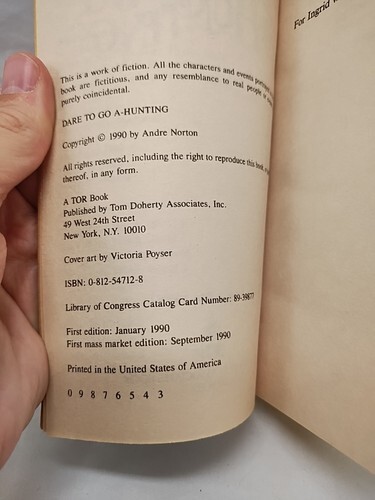 This is a work of fiction. All the characters and events
book are fictitious, and any resemblance to real people or
purely coincidental.
DARE TO GO A-HUNTING
Copyright © 1990 by Andre Norton
All rights reserved, including the right to reproduce this book,
thereof, in any form.
A TOR Book
Published by Tom Doherty Associates, Inc.
49 West 24th Street
New York, N.Y. 10010
Cover art by Victoria Poyser
ISBN: 0-812-54712-8
Library of Congress Catalog Card Number: 89-39877
First edition: January 1990
First mass market edition: September 1990
Printed in the United States of America
0 9 8 7 6 5 4 3
For Ingrid